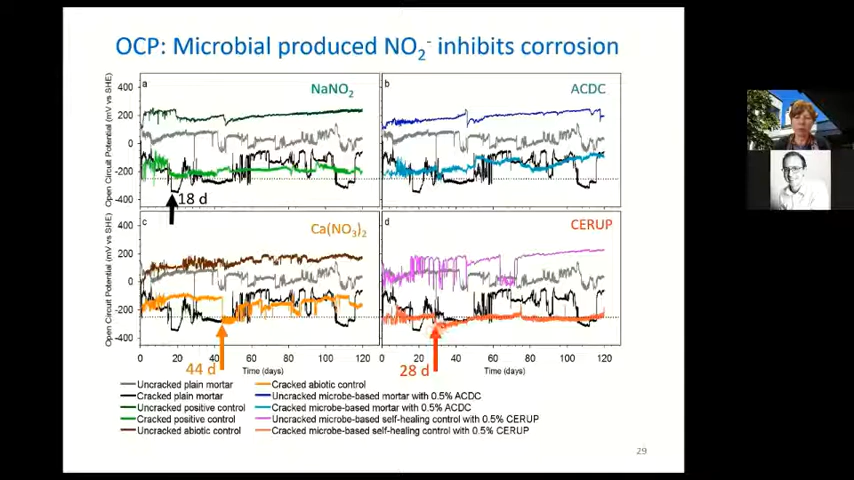 OCP: Microbial produced NO₂⁻ inhibits corrosion
a
NaNO₂
b
ACDC
Open Circuit Potential (mV vs SHE)
400
200
0
-200
-400
18 d
c
Ca(NO₃)₂
d
CERUP
Open Circuit Potential (mV vs SHE)
400
200
0
-200
-400
0 20 40 60 80 100 120 0 20 40 60 80 100 120
44 d
Time (days)
28 d
Time (days)
Uncracked plain mortar
Cracked plain mortar
Uncracked positive control
Cracked positive control
Uncracked abiotic control
Cracked abiotic control
Uncracked microbe-based mortar with 0.5% ACDC
Cracked microbe-based mortar with 0.5% ACDC
Uncracked microbe-based self-healing control with 0.5% CERUP
Cracked microbe-based self-healing control with 0.5% CERUP
29